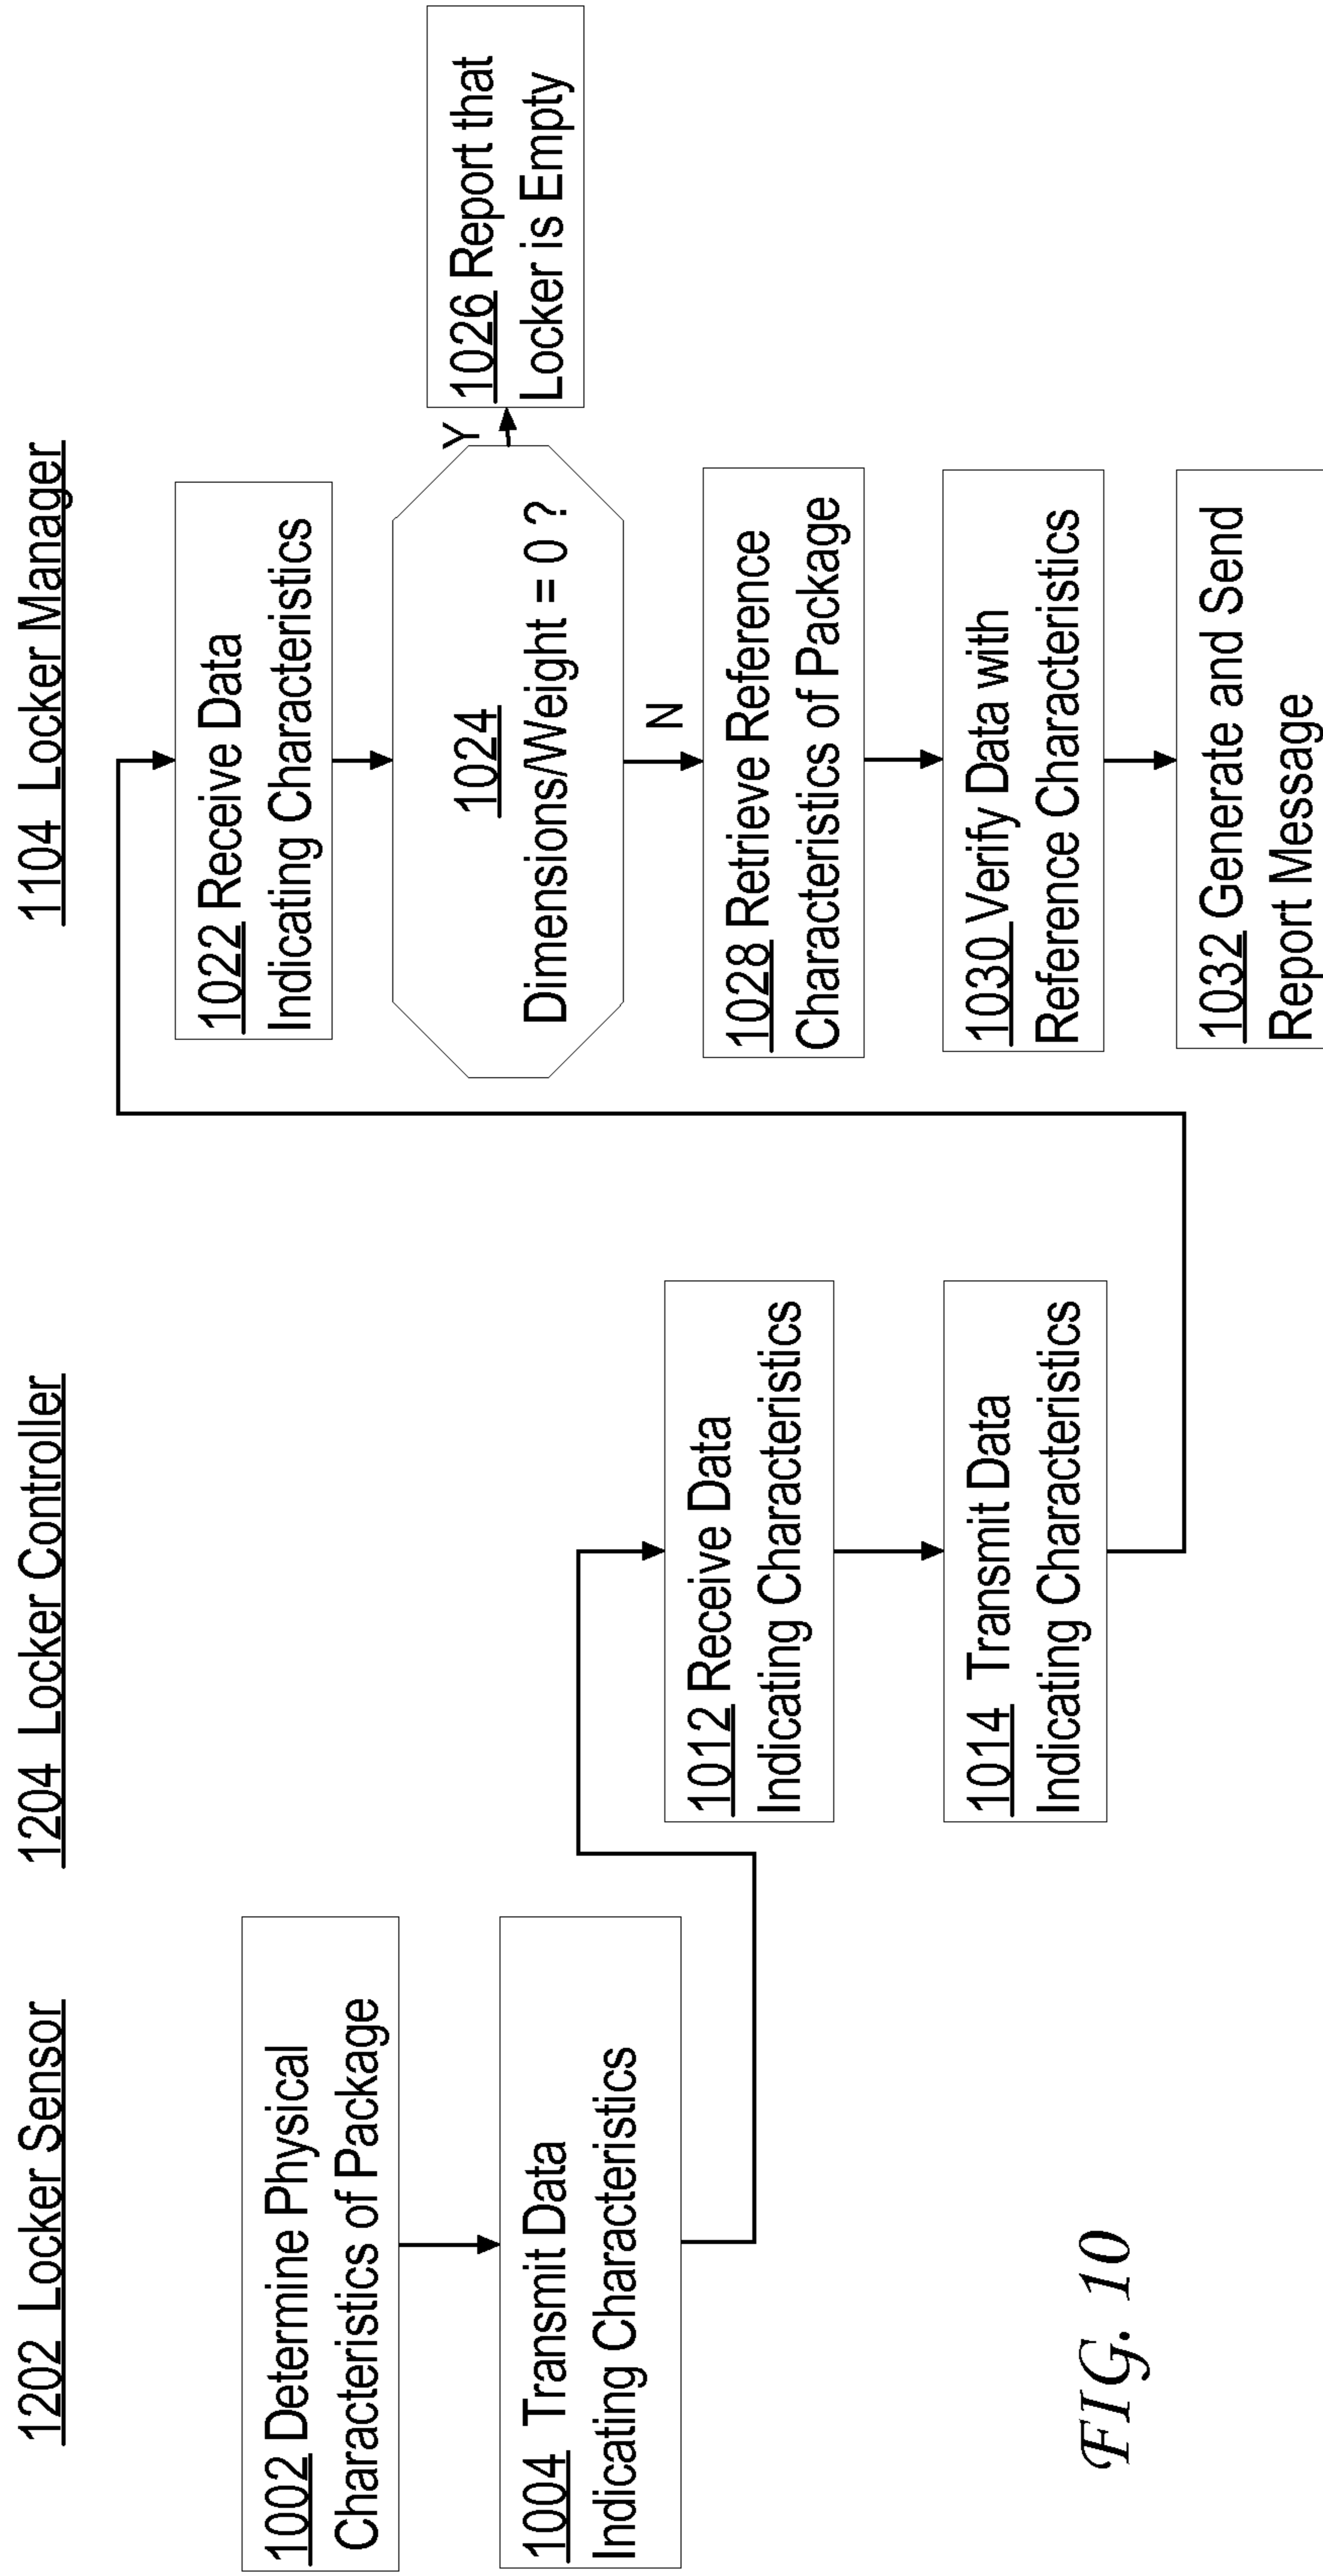 1202 Locker Sensor
1204 Locker Controller
1104 Locker Manager
1002 Determine Physical
Characteristics of Package
1004 Transmit Data
Indicating Characteristics
1012 Receive Data
Indicating Characteristics
1014 Transmit Data
Indicating Characteristics
1022 Receive Data
Indicating Characteristics
1024
Dimensions/Weight = 0 ?
Y
1026 Report that
Locker is Empty
N
1028 Retrieve Reference
Characteristics of Package
1030 Verify Data with
Reference Characteristics
1032 Generate and Send
Report Message
FIG. 10